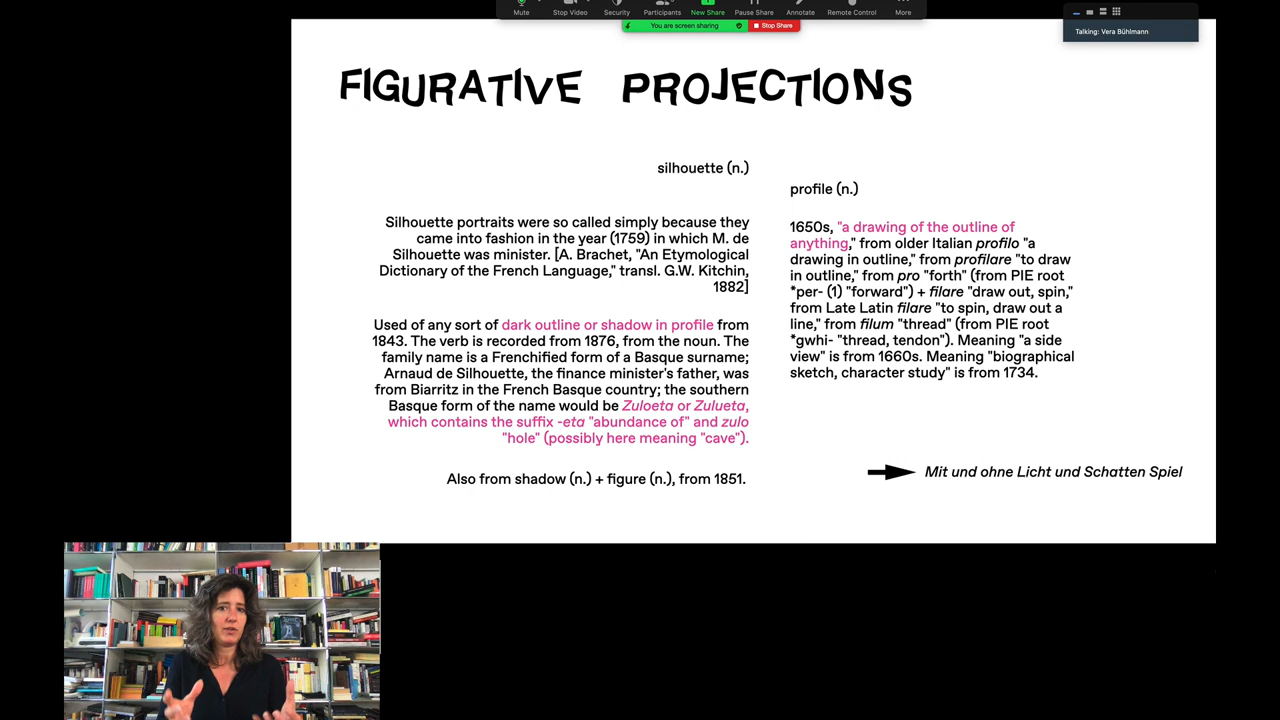 Mute Stop Video Security Participants New Share Pause Share Annotate Remote Control More
You are screen sharing Stop Share
Talking: Vera Bühlmann
FIGURATIVE PROJECTIONS
silhouette (n.)
Silhouette portraits were so called simply because they
came into fashion in the year (1759) in which M. de
Silhouette was minister. [A. Brachet, "An Etymological
Dictionary of the French Language," transl. G.W. Kitchin,
1882]
Used of any sort of dark outline or shadow in profile from
1843. The verb is recorded from 1876, from the noun. The
family name is a Frenchified form of a Basque surname;
Arnaud de Silhouette, the finance minister's father, was
from Biarritz in the French Basque country; the southern
Basque form of the name would be Zuloeta or Zulueta,
which contains the suffix -eta "abundance of" and zulo
"hole" (possibly here meaning "cave").
Also from shadow (n.) + figure (n.), from 1851.
profile (n.)
1650s, "a drawing of the outline of
anything," from older Italian profilo "a
drawing in outline," from profilare "to draw
in outline," from pro "forth" (from PIE root
*per- (1) "forward") + filare "draw out, spin,"
from Late Latin filare "to spin, draw out a
line," from filum "thread" (from PIE root
*gwhi- "thread, tendon"). Meaning "a side
view" is from 1660s. Meaning "biographical
sketch, character study" is from 1734.
Mit und ohne Licht und Schatten Spiel